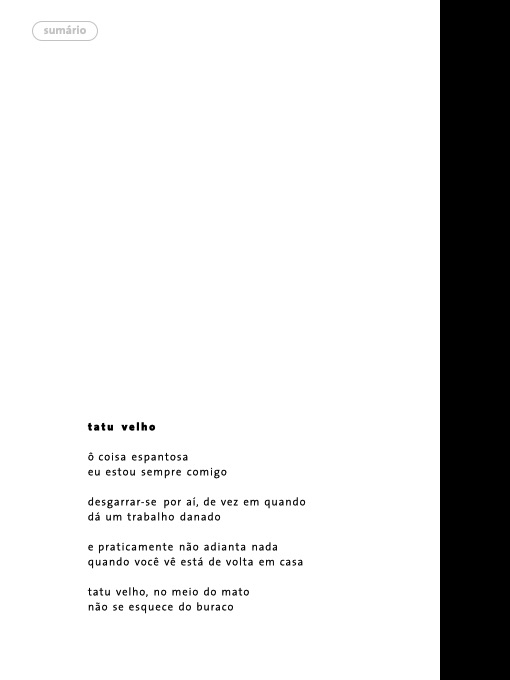 sumário
tatu velho
ô coisa espantosa
eu estou sempre comigo
desgarrar-se por aí, de vez em quando
dá um trabalho danado
e praticamente não adianta nada
quando você vê está de volta em casa
tatu velho, no meio do mato
não se esquece do buraco